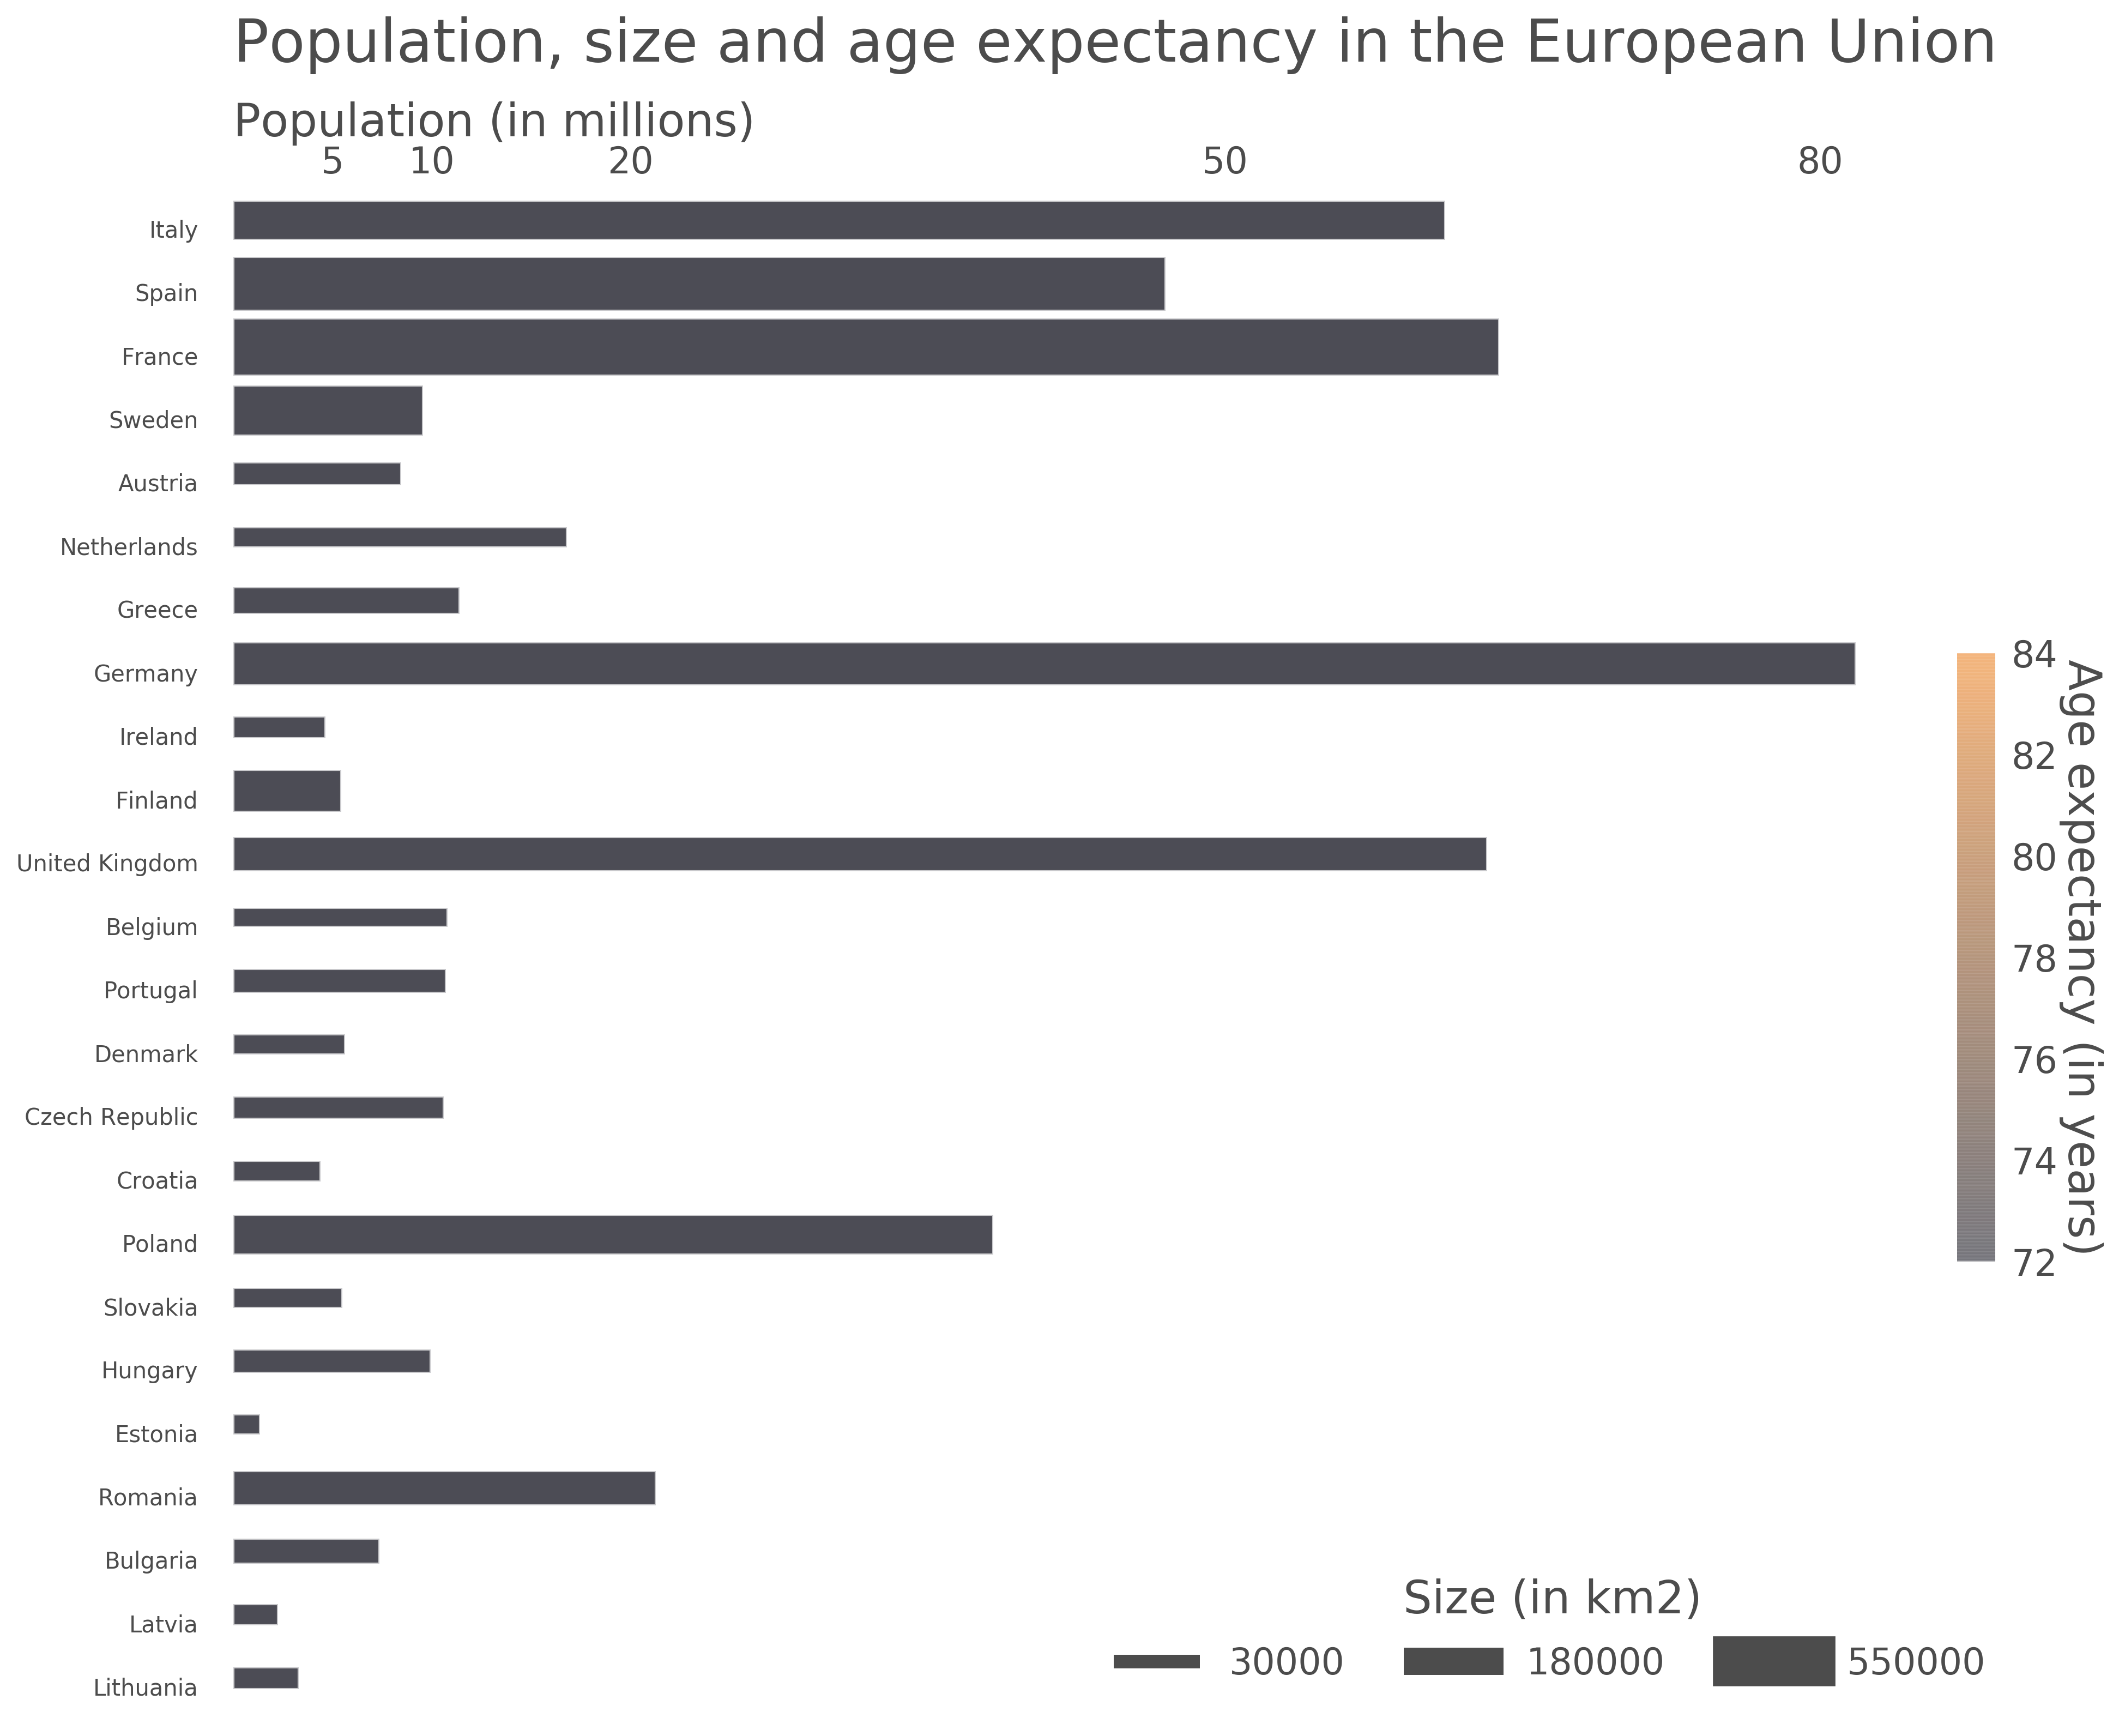 Population, size and age expectancy in the European Union
Population (in millions)
5 10 20 50 80
Italy
Spain
France
Sweden
Austria
Netherlands
Greece
Germany
Ireland
Finland
United Kingdom
Belgium
Portugal
Denmark
Czech Republic
Croatia
Poland
Slovakia
Hungary
Estonia
Romania
Bulgaria
Latvia
Lithuania
84
82
80
78
76
74
72
Age expectancy (in years)
Size (in km2)
30000 180000 550000